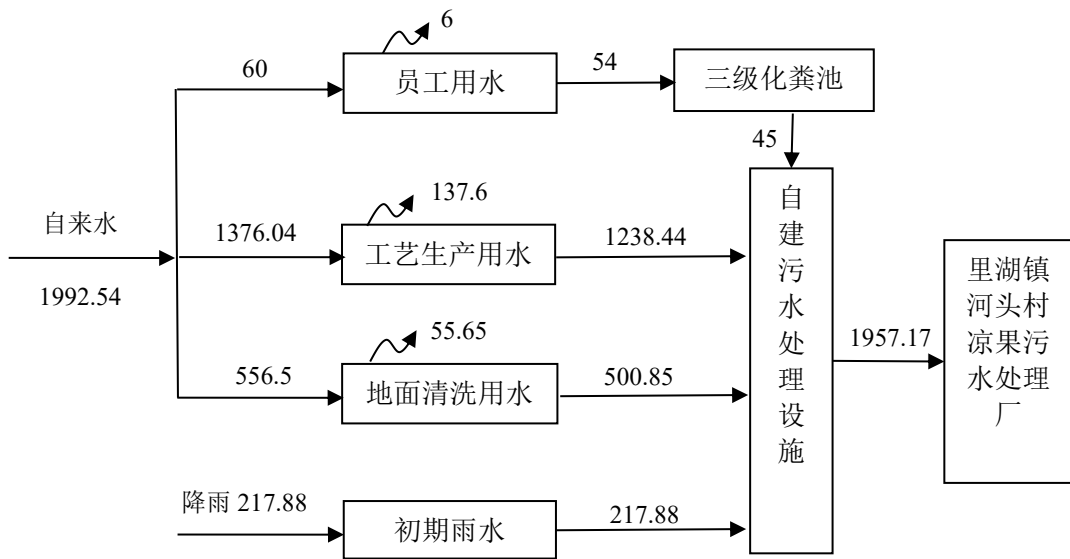 6
60
员工用水
54
三级化粪池
45
137.6
自来水
1376.04
工艺生产用水
1238.44
1992.54
55.65
556.5
地面清洗用水
500.85
自
建
污
水
处
理
设
施
1957.17
里湖镇
河头村
凉果污
水处理
厂
降雨 217.88
初期雨水
217.88